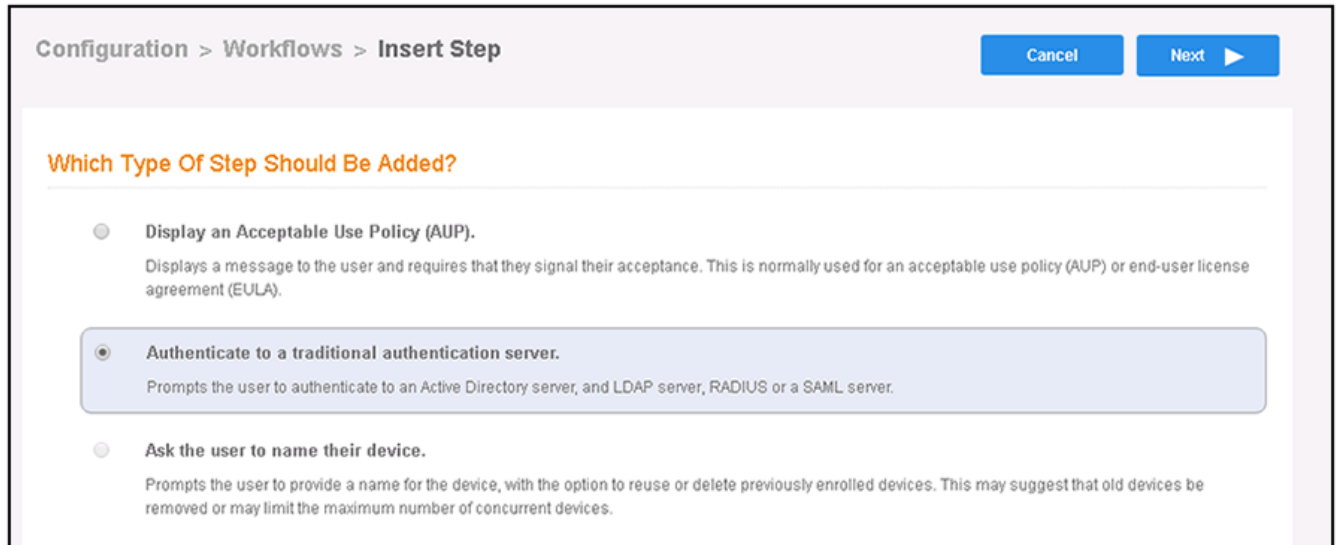 Configuration > Workflows > Insert Step
Cancel
Next
Which Type Of Step Should Be Added?
Display an Acceptable Use Policy (AUP).
Displays a message to the user and requires that they signal their acceptance. This is normally used for an acceptable use policy (AUP) or end-user license
agreement (EULA).
Authenticate to a traditional authentication server.
Prompts the user to authenticate to an Active Directory server, and LDAP server, RADIUS or a SAML server.
Ask the user to name their device.
Prompts the user to provide a name for the device, with the option to reuse or delete previously enrolled devices. This may suggest that old devices be
removed or may limit the maximum number of concurrent devices.